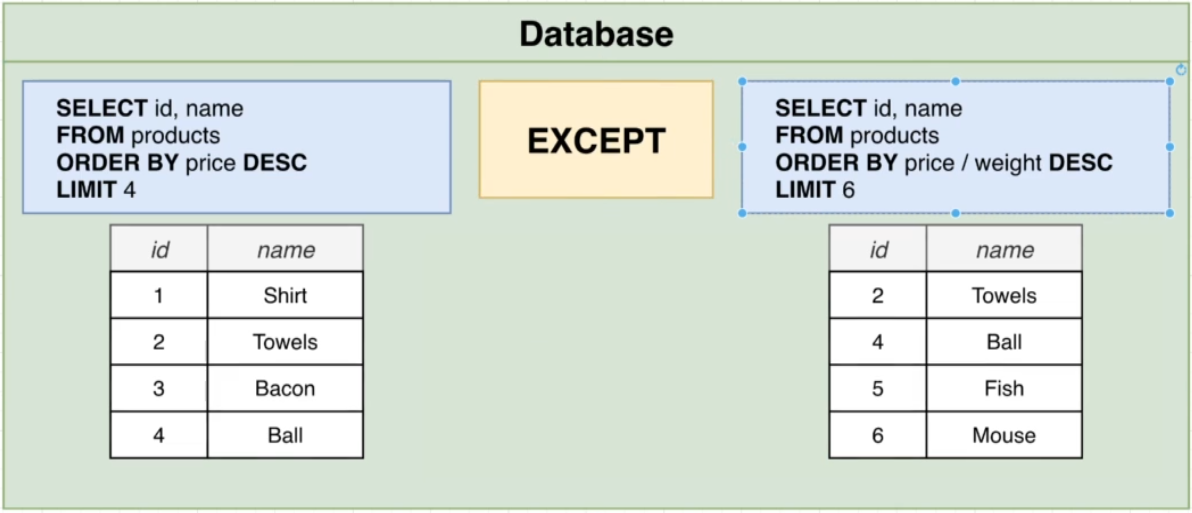 Database
SELECT id, name
FROM products
ORDER BY price DESC
LIMIT 4
EXCEPT
SELECT id, name
FROM products
ORDER BY price / weight DESC
LIMIT 6
id name
1 Shirt
2 Towels
3 Bacon
4 Ball
id name
2 Towels
4 Ball
5 Fish
6 Mouse